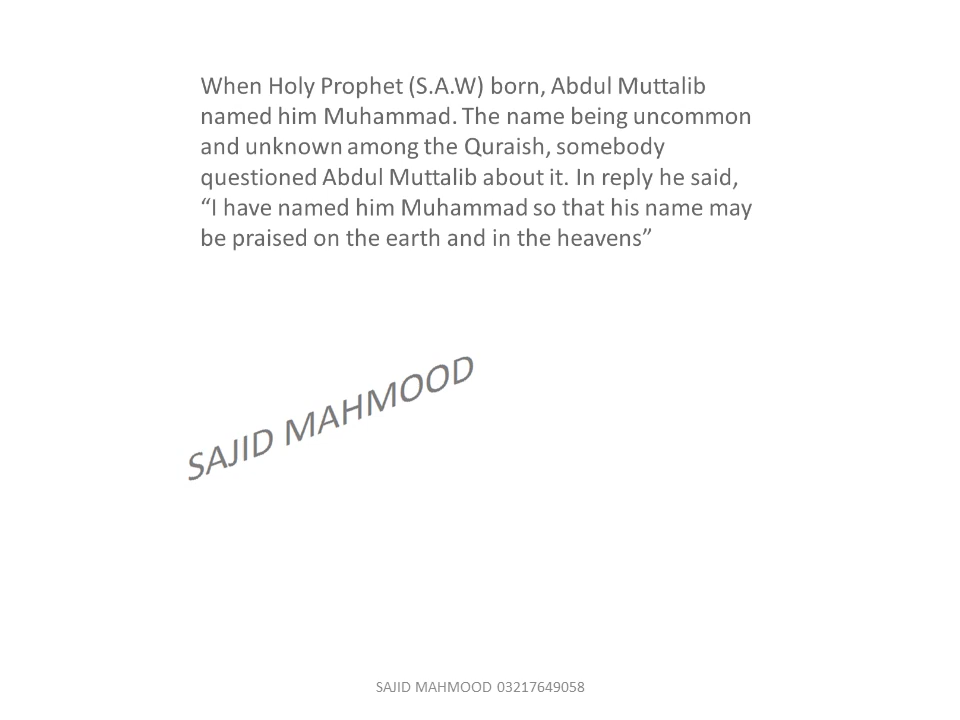 When Holy Prophet (S.A.W) born, Abdul Muttalib
named him Muhammad. The name being uncommon
and unknown among the Quraish, somebody
questioned Abdul Muttalib about it. In reply he said,
“I have named him Muhammad so that his name may
be praised on the earth and in the heavens”
SAJID MAHMOOD
SAJID MAHMOOD 03217649058